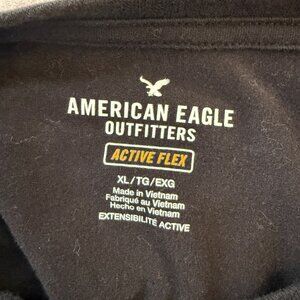 AMERICAN EAGLE
OUTFITTERS
ACTIVE FLEX
XL/TG/EXG
Made in Vietnam
Fabriqué au Vietnam
Hecho en Vietnam
EXTENSIBILITÉ ACTIVE